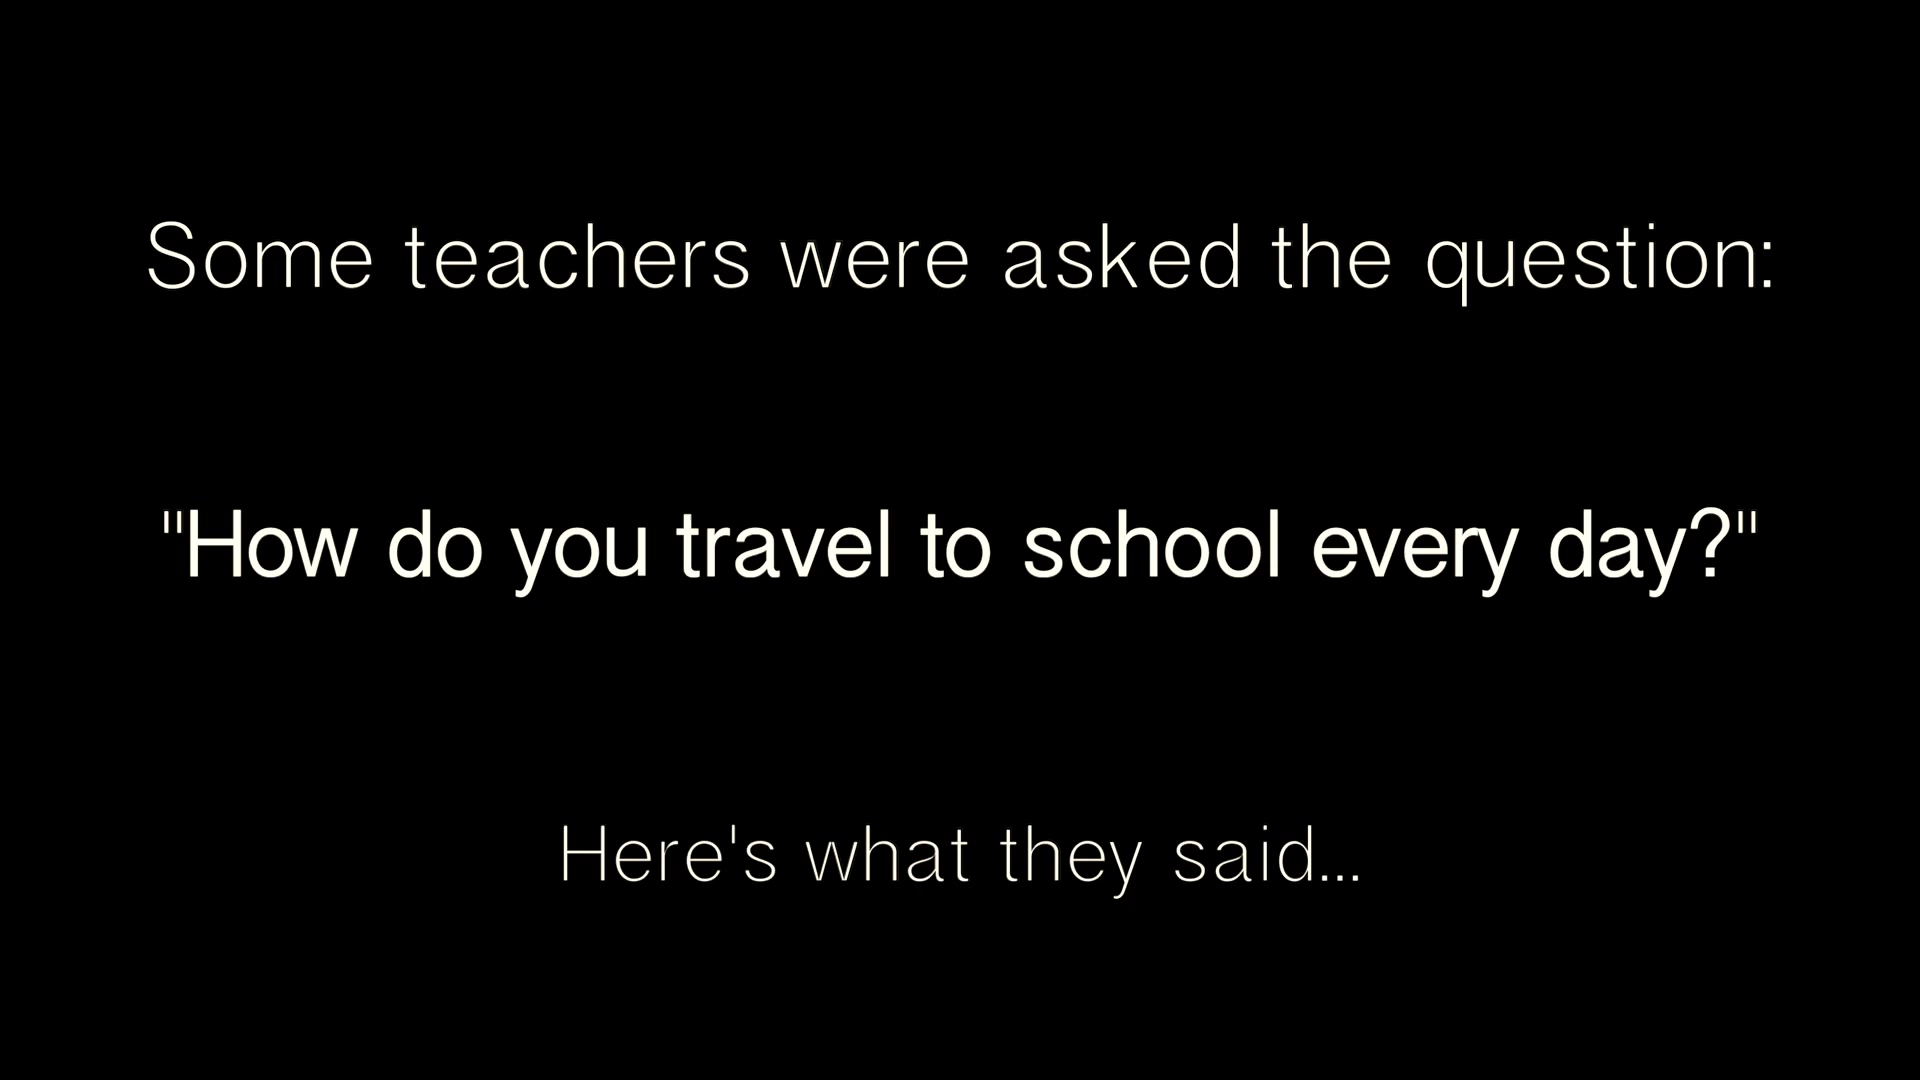 Some teachers were asked the question:
"How do you travel to school every day?"
Here's what they said...